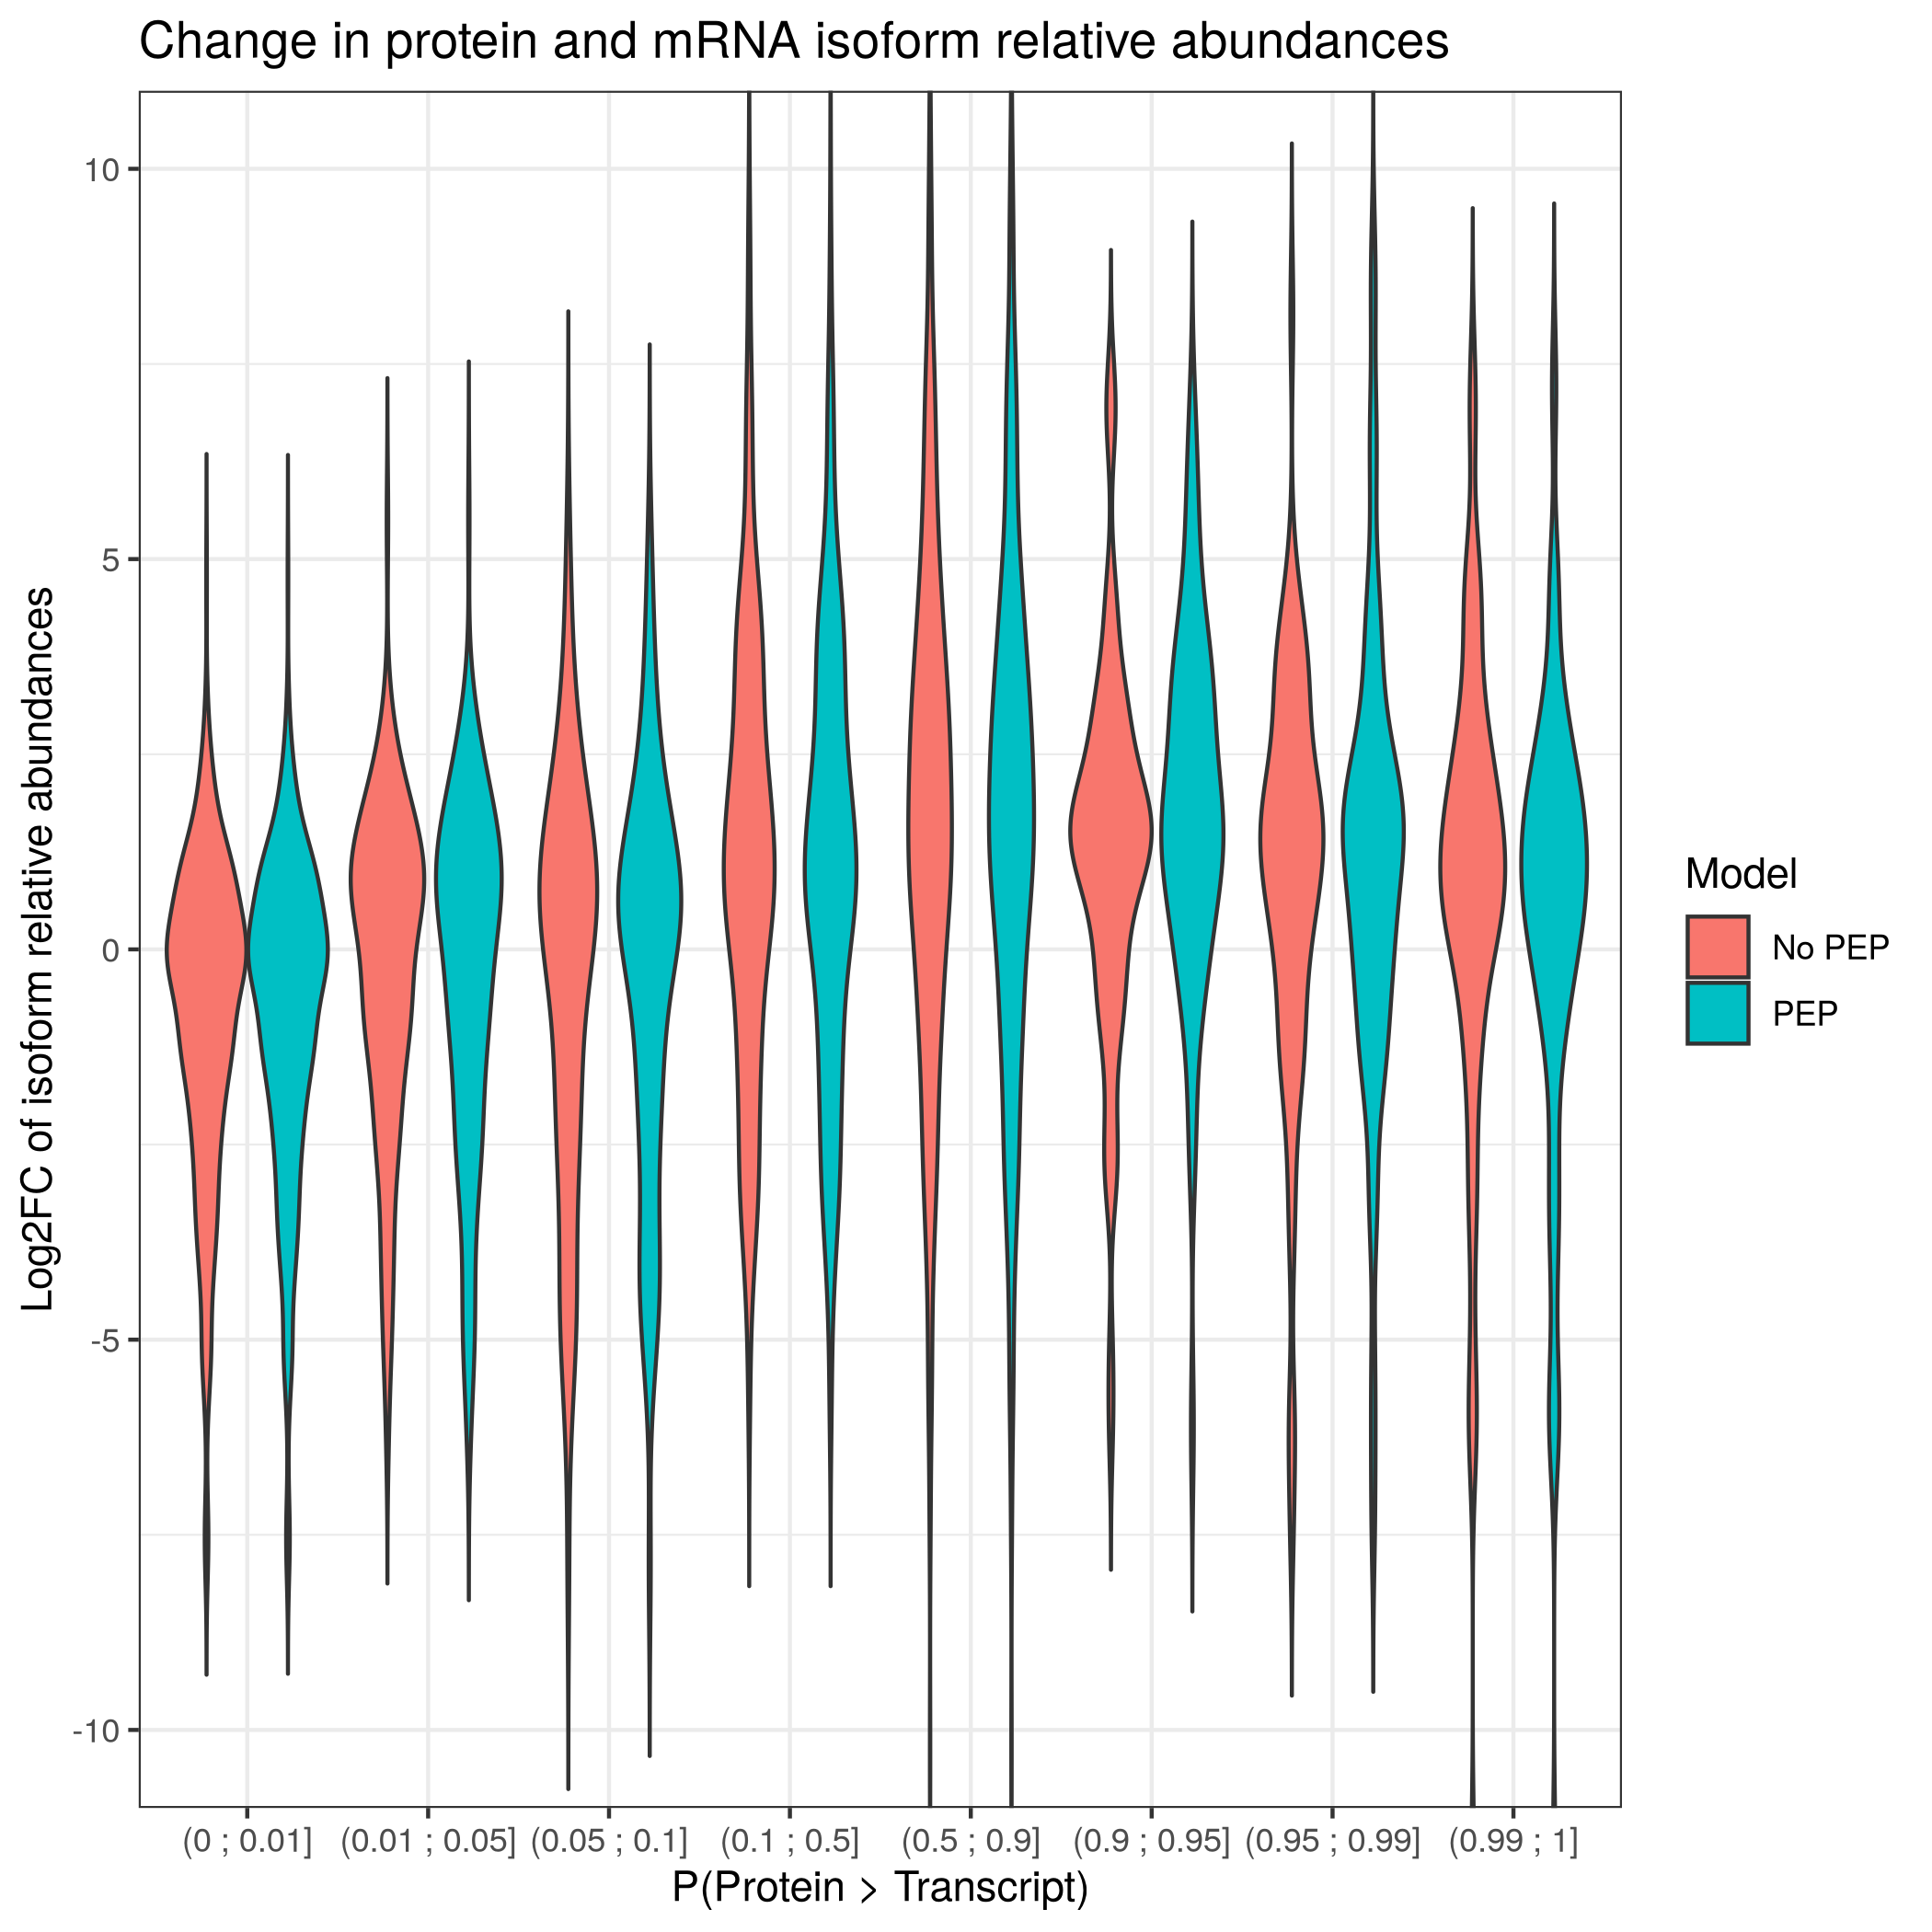 Change in protein and mRNA isoform relative abundances
Log2FC of isoform relative abundances
10
5
0
-5
-10
(0 ; 0.01]
(0.01 ; 0.05]
(0.05 ; 0.1]
(0.1 ; 0.5]
(0.5 ; 0.9]
(0.9 ; 0.95]
(0.95 ; 0.99]
(0.99 ; 1]
P(Protein > Transcript)
Model
No PEP
PEP